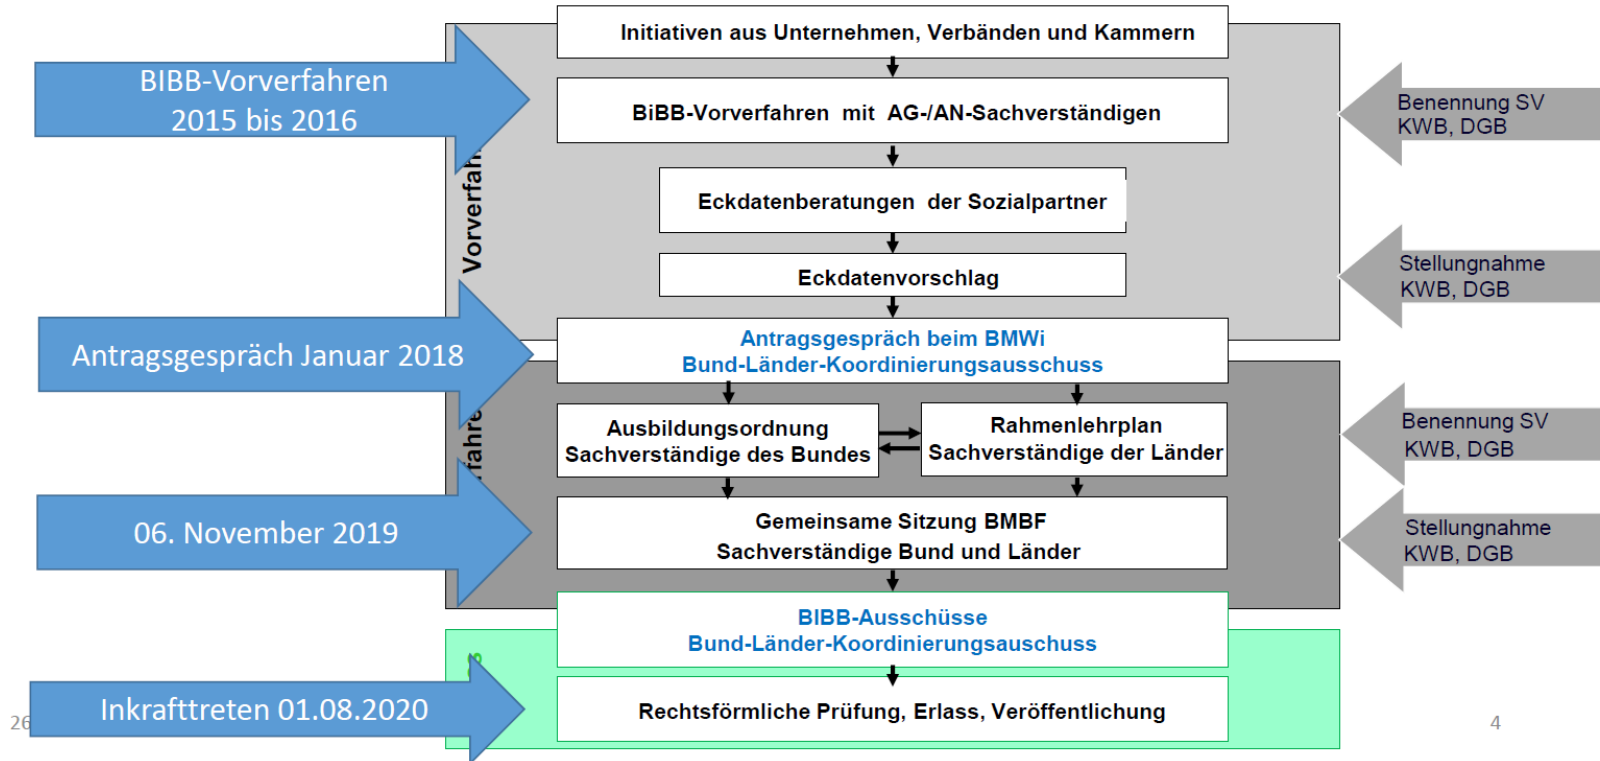 Initiativen aus Unternehmen, Verbänden und Kammern
BIBB-Vorverfahren
2015 bis 2016
BiBB-Vorverfahren mit AG-/AN-Sachverständigen
Benennung SV
KWB, DGB
Vorverfah
Eckdatenberatungen der Sozialpartner
Eckdatenvorschlag
Stellungnahme
KWB, DGB
Antragsgespräch Januar 2018
Antragsgespräch beim BMWi
Bund-Länder-Koordinierungsausschuss
fahre
Ausbildungsordnung
Sachverständige des Bundes
Rahmenlehrplan
Sachverständige der Länder
Benennung SV
KWB, DGB
06. November 2019
Gemeinsame Sitzung BMBF
Sachverständige Bund und Länder
Stellungnahme
KWB, DGB
BIBB-Ausschüsse
Bund-Länder-Koordinierungsauschuss
Inkrafttreten 01.08.2020
Rechtsförmliche Prüfung, Erlass, Veröffentlichung
26
4